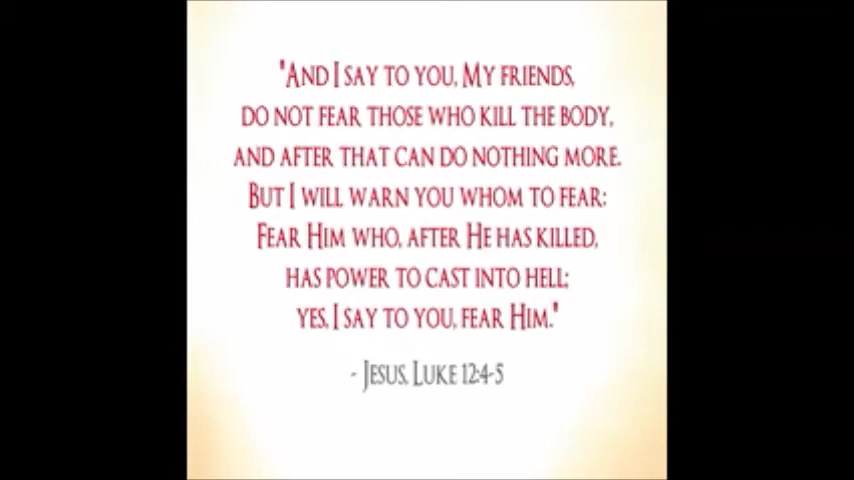 "And I say to you, My friends,
do not fear those who kill the body,
and after that can do nothing more.
But I will warn you whom to fear:
Fear Him who, after He has killed,
has power to cast into hell;
yes, I say to you, fear Him."
- Jesus, Luke 12:4-5